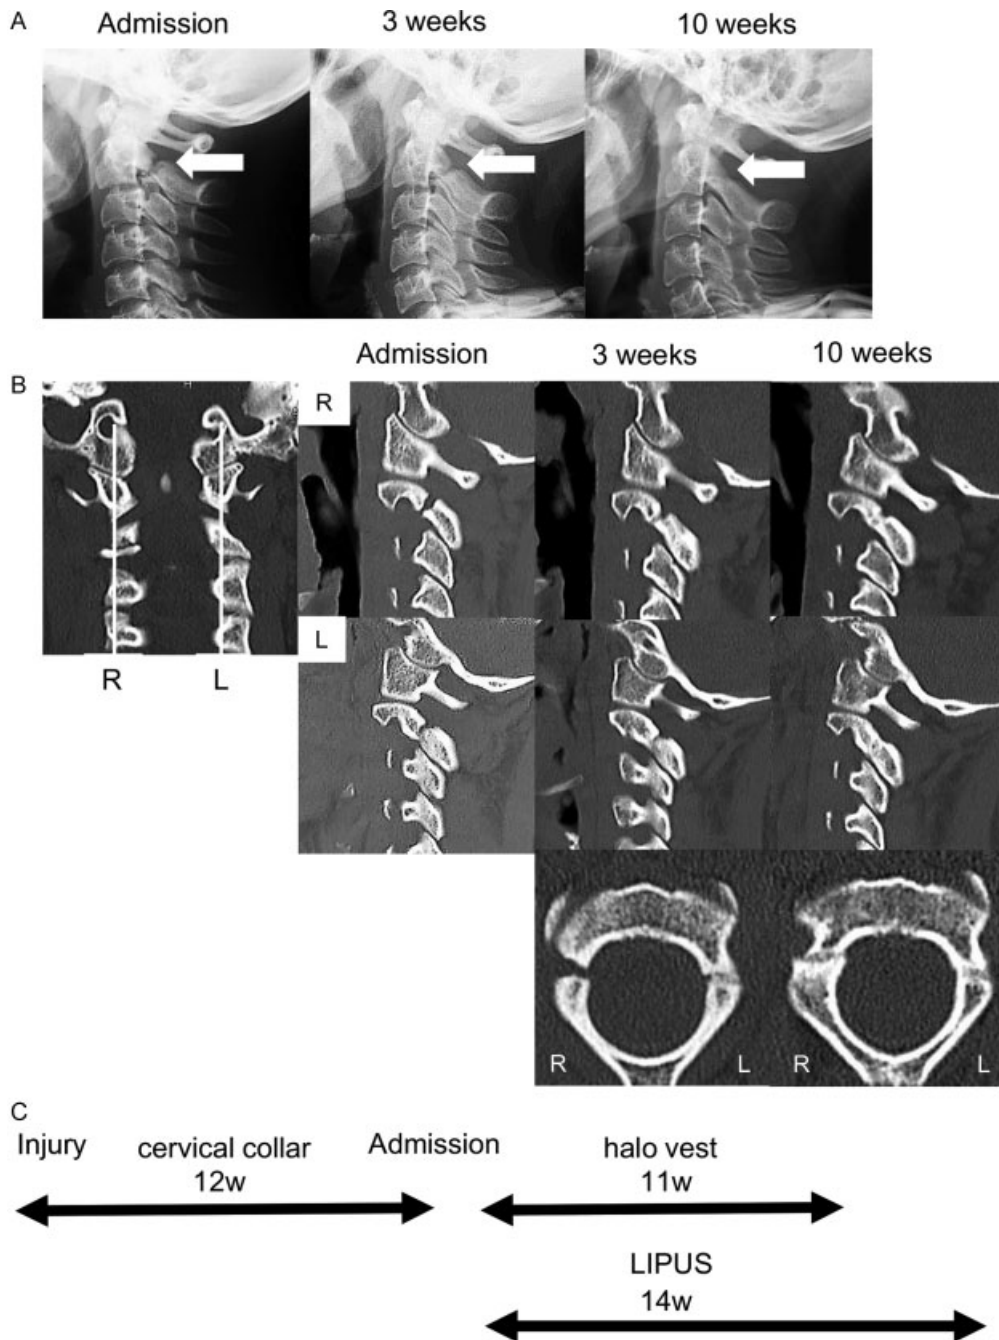 A
Admission 3 weeks 10 weeks
Admission 3 weeks 10 weeks
B
R
L
R L
R L R L
C
Injury cervical collar Admission halo vest
12w 11w
LIPUS
14w